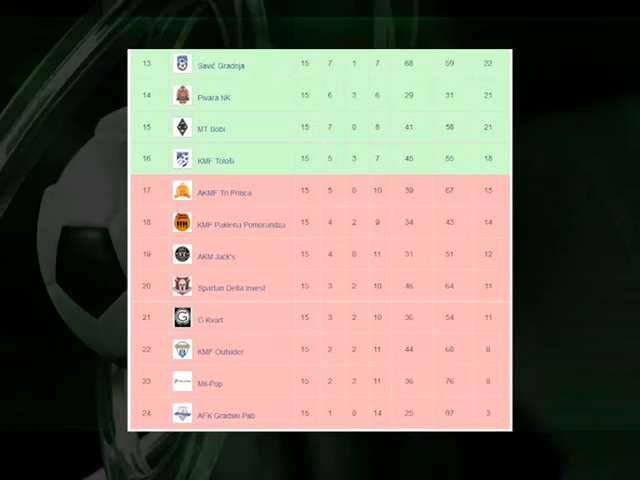 13 Savić Gradnja 15 7 1 7 68 59 22
14 Pivara NK 15 6 3 6 29 31 21
15 MT Bobi 15 7 0 8 41 58 21
16 KMF Tološi 15 5 3 7 45 55 18
17 AKMF Tri Princa 15 5 0 10 39 67 15
18 KMF Paklena Pomorandza 15 4 2 9 34 43 14
19 AKM Jack's 15 4 0 11 31 51 12
20 Spartan Delta Invest 15 3 2 10 46 64 11
21 G Kvart 15 3 2 10 36 54 11
22 KMF Outsider 15 2 2 11 44 68 8
23 Mil-Pop 15 2 2 11 36 76 8
24 AFK Gradski Pab 15 1 0 14 25 97 3